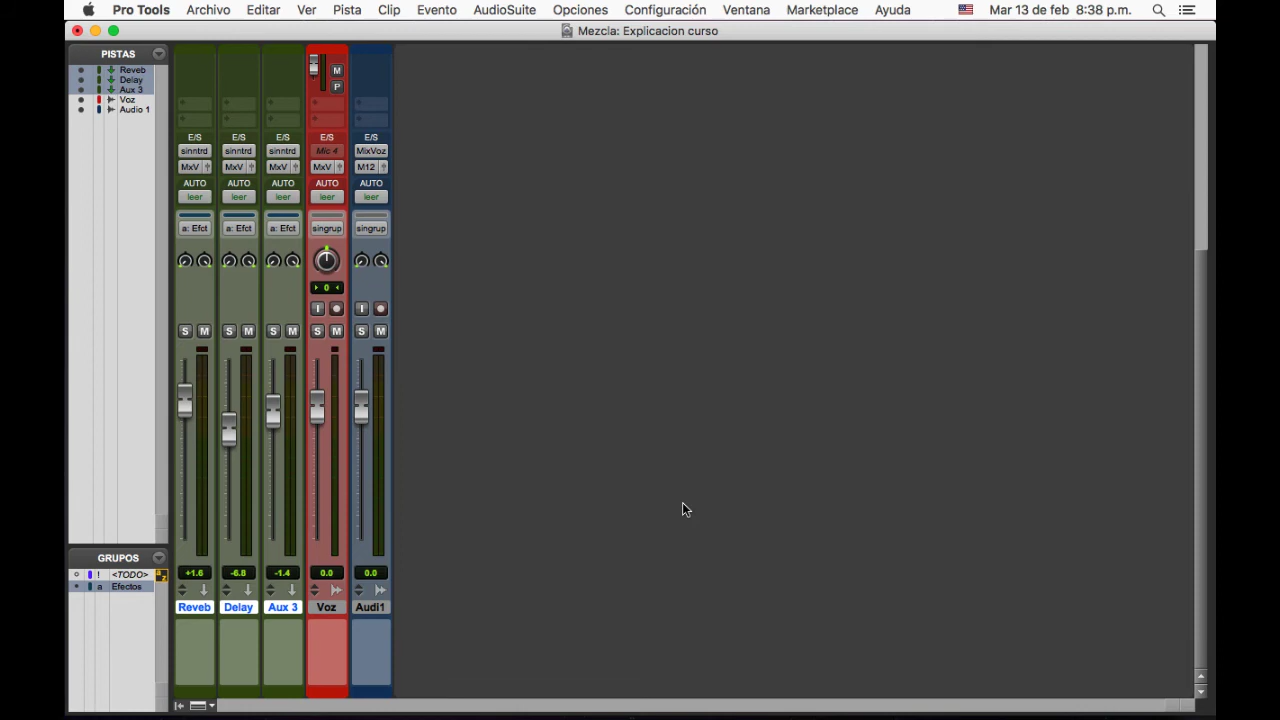 Pro Tools Archivo Editar Ver Pista Clip Evento AudioSuite Opciones Configuración Ventana Marketplace Ayuda Mar 13 de feb 8:38 p.m.
Mezcla: Explicacion curso
PISTAS
Reveb
Delay
Aux 3
Voz
Audio 1
M
P
E/S E/S E/S E/S E/S
sinntrd sinntrd sinntrd Mic 4 MixVoz
MxV MxV MxV MxV M12
AUTO AUTO AUTO AUTO AUTO
leer leer leer leer leer
a: Efct a: Efct a: Efct singrup singrup
0
I I
S M S M S M S M S M
GRUPOS
! <TODO> a z
a Efectos
+1.6 -6.8 -1.4 0.0 0.0
Reveb Delay Aux 3 Voz Audi1